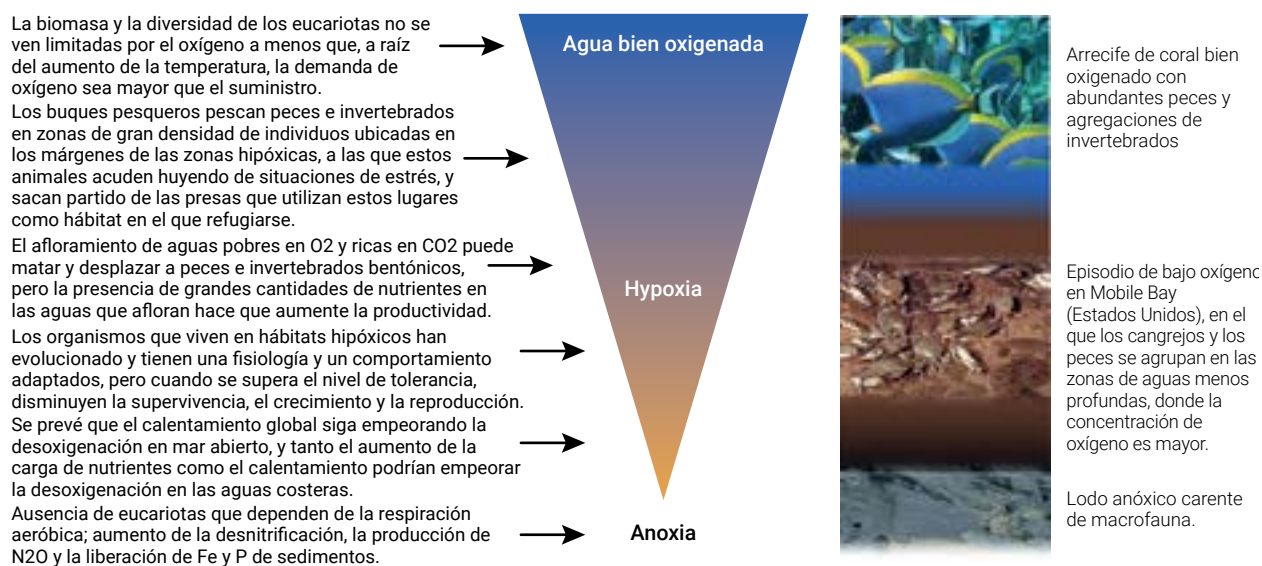 La biomasa y la diversidad de los eucariotas no se
ven limitadas por el oxígeno a menos que, a raíz
del aumento de la temperatura, la demanda de
oxígeno sea mayor que el suministro.
Los buques pesqueros pescan peces e invertebrados
en zonas de gran densidad de individuos ubicadas en
los márgenes de las zonas hipóxicas, a las que estos
animales acuden huyendo de situaciones de estrés, y
sacan partido de las presas que utilizan estos lugares
como hábitat en el que refugiarse.
El afloramiento de aguas pobres en O2 y ricas en CO2 puede
matar y desplazar a peces e invertebrados bentónicos,
pero la presencia de grandes cantidades de nutrientes en
las aguas que afloran hace que aumente la productividad.
Los organismos que viven en hábitats hipóxicos han
evolucionado y tienen una fisiología y un comportamiento
adaptados, pero cuando se supera el nivel de tolerancia,
disminuyen la supervivencia, el crecimiento y la reproducción.
Se prevé que el calentamiento global siga empeorando la
desoxigenación en mar abierto, y tanto el aumento de la
carga de nutrientes como el calentamiento podrían empeorar
la desoxigenación en las aguas costeras.
Ausencia de eucariotas que dependen de la respiración
aeróbica; aumento de la desnitrificación, la producción de
N2O y la liberación de Fe y P de sedimentos.
Agua bien oxigenada
Hypoxia
Anoxia
Arrecife de coral bien
oxigenado con
abundantes peces y
agregaciones de
invertebrados
Episodio de bajo oxígeno
en Mobile Bay
(Estados Unidos), en el
que los cangrejos y los
peces se agrupan en las
zonas de aguas menos
profundas, donde la
concentración de
oxígeno es mayor.
Lodo anóxico carente
de macrofauna.